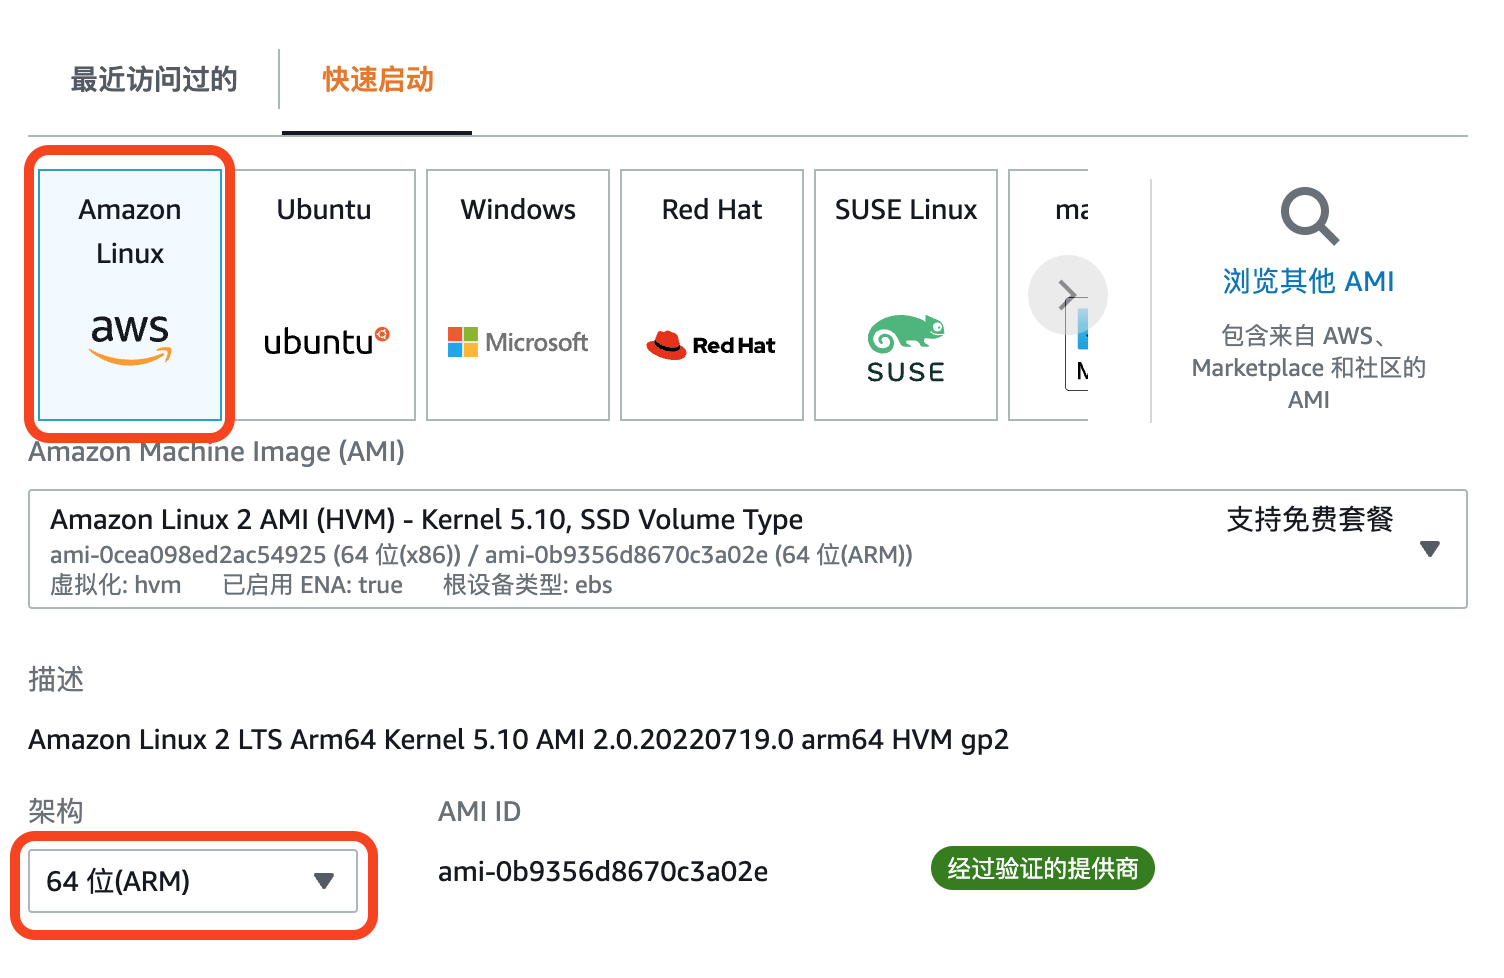 最近访问过的
快速启动
Amazon
Linux
aws
Ubuntu
ubuntu
Windows
Microsoft
Red Hat
Red Hat
SUSE Linux
SUSE
ma
M
浏览其他 AMI
包含来自 AWS、
Marketplace 和社区的
AMI
Amazon Machine Image (AMI)
Amazon Linux 2 AMI (HVM) - Kernel 5.10, SSD Volume Type
支持免费套餐
ami-0cea098ed2ac54925 (64 位(x86)) / ami-0b9356d8670c3a02e (64 位(ARM))
虚拟化: hvm 已启用 ENA: true 根设备类型: ebs
描述
Amazon Linux 2 LTS Arm64 Kernel 5.10 AMI 2.0.20220719.0 arm64 HVM gp2
架构
AMI ID
64 位(ARM)
ami-0b9356d8670c3a02e
经过验证的提供商